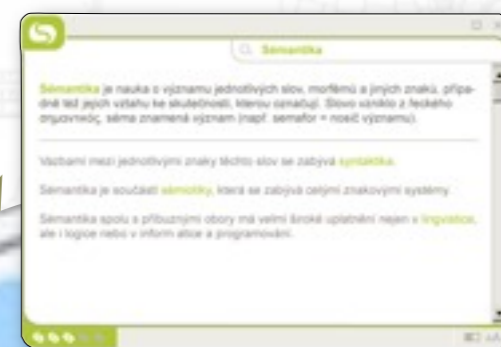 Sémantika
Sémantika je nauka o významu jednotlivých slov, morfémů a jiných znaků, přípa-
dně též jejich vztahu ke skutečnosti, kterou označují. Slovo vzniklo z řeckého
séma znamená význam (např. semafor = nosič významu).
Vazbami mezi jednotlivými znaky těchto slov se zabývá syntaktika.
Sémantika je součástí sémiotiky, která se zabývá celými znakovými systémy.
Sémantika spolu s příbuznými obory má velmi široké uplatnění nejen v lingvistice,
ale i logice nebo v inform atice a programování.